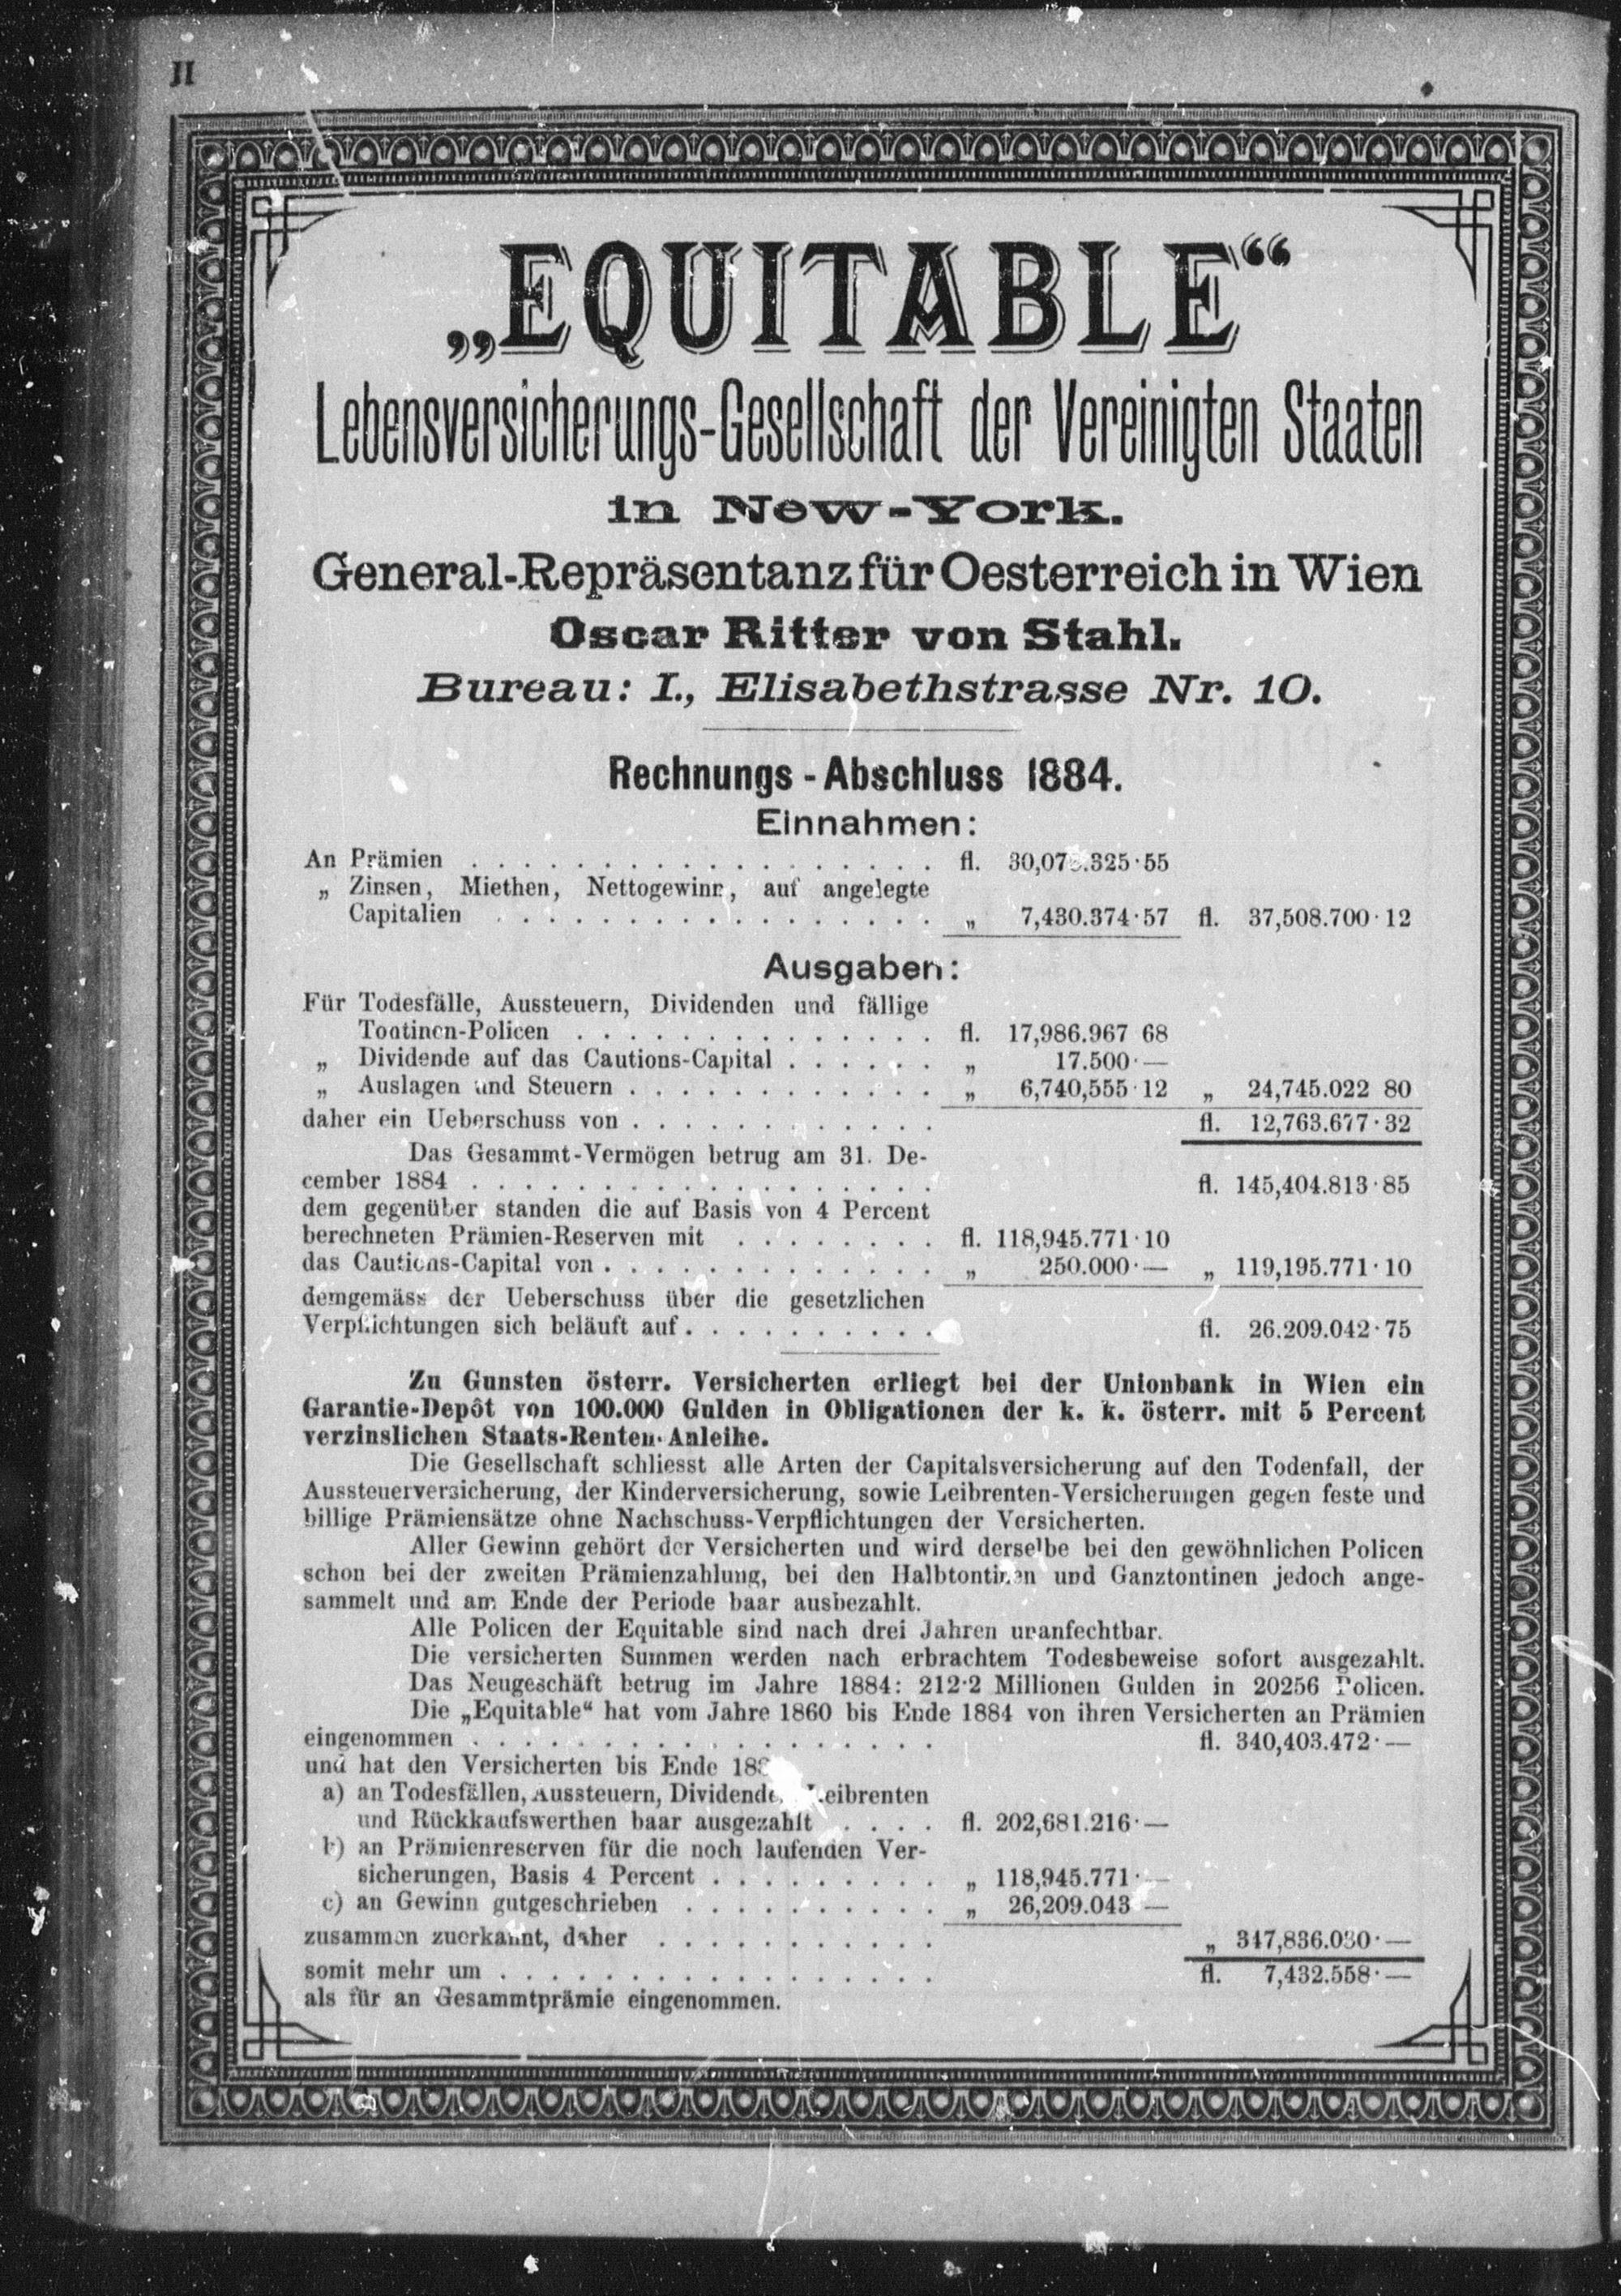 II
„EQUITABLE“
Lebensversicherungs-Gesellschaft der Vereinigten Staaten
in New-York.
General-Repräsentanz für Oesterreich in Wien
Oscar Ritter von Stahl.
Bureau: I., Elisabethstrasse Nr. 10.
Rechnungs-Abschluss 1884.
Einnahmen:
An Prämien . . . . . . . . . . . . . . . . . . fl.
„ Zinsen, Miethen, Nettogewinn, auf angelegte
Capitalien . . . . . . . . . . . . . . . . . „ 7,430.374·57 fl. 37,508.700·12
Ausgaben:
Für Todesfälle, Aussteuern, Dividenden und fällige
Tontinen-Policen . . . . . . . . . . . . . . fl. 17,986.967 68
„ Dividende auf das Cautions-Capital . . . . . . „ 17.500·—
„ Auslagen und Steuern . . . . . . . . . . . . „ 6,740,555·12 „ 24,745.022 80
daher ein Ueberschuss von . . . . . . . . . . . . fl. 12,763.677·32
Das Gesammt-Vermögen betrug am 31. De-
cember 1884 . . . . . . . . . . . . . . . . . . fl. 145,404.813·85
dem gegenüber standen die auf Basis von 4 Percent
berechneten Prämien-Reserven mit . . . . . . . . fl. 118,945.771·10
das Cautions-Capital von . . . . . . . . . . . . . „ 250.000·— „ 119,195.771·10
demgemäss der Ueberschuss über die gesetzlichen
Verpflichtungen sich beläuft auf . . . . . . . . . . fl. 26.209.042·75
Zu Gunsten österr. Versicherten erliegt bei der Unionbank in Wien ein
Garantie-Depôt von 100.000 Gulden in Obligationen der k. k. österr. mit 5 Percent
verzinslichen Staats-Renten-Anleihe.
Die Gesellschaft schliesst alle Arten der Capitalsversicherung auf den Todenfall, der
Aussteuerversicherung, der Kinderversicherung, sowie Leibrenten-Versicherungen gegen feste und
billige Prämiensätze ohne Nachschuss-Verpflichtungen der Versicherten.
Aller Gewinn gehört der Versicherten und wird derselbe bei den gewöhnlichen Policen
schon bei der zweiten Prämienzahlung, bei den Halbtontinen und Ganztontinen jedoch ange-
sammelt und am Ende der Periode baar ausbezahlt.
Alle Policen der Equitable sind nach drei Jahren unanfechtbar.
Die versicherten Summen werden nach erbrachtem Todesbeweise sofort ausgezahlt.
Das Neugeschäft betrug im Jahre 1884: 212·2 Millionen Gulden in 20256 Policen.
Die „Equitable“ hat vom Jahre 1860 bis Ende 1884 von ihren Versicherten an Prämien
eingenommen . . . . . . . . . . . . . . . . . . fl. 340,403.472·—
und hat den Versicherten bis Ende
a) an Todesfällen, Aussteuern, Dividenden, Leibrenten
und Rückkaufswerthen baar ausgezahlt . . . . fl. 202,681.216·—
b) an Prämienreserven für die noch laufenden Ver-
sicherungen, Basis 4 Percent . . . . . . . . . „ 118,945.771·—
c) an Gewinn gutgeschrieben . . . . . . . . . . „ 26,209.043 —
zusammen zuerkannt, daher . . . . . . . . . . . „ 347,836.030·—
somit mehr um . . . . . . . . . . . . . . . . . fl. 7,432.558·—
als für an Gesammtprämie eingenommen.